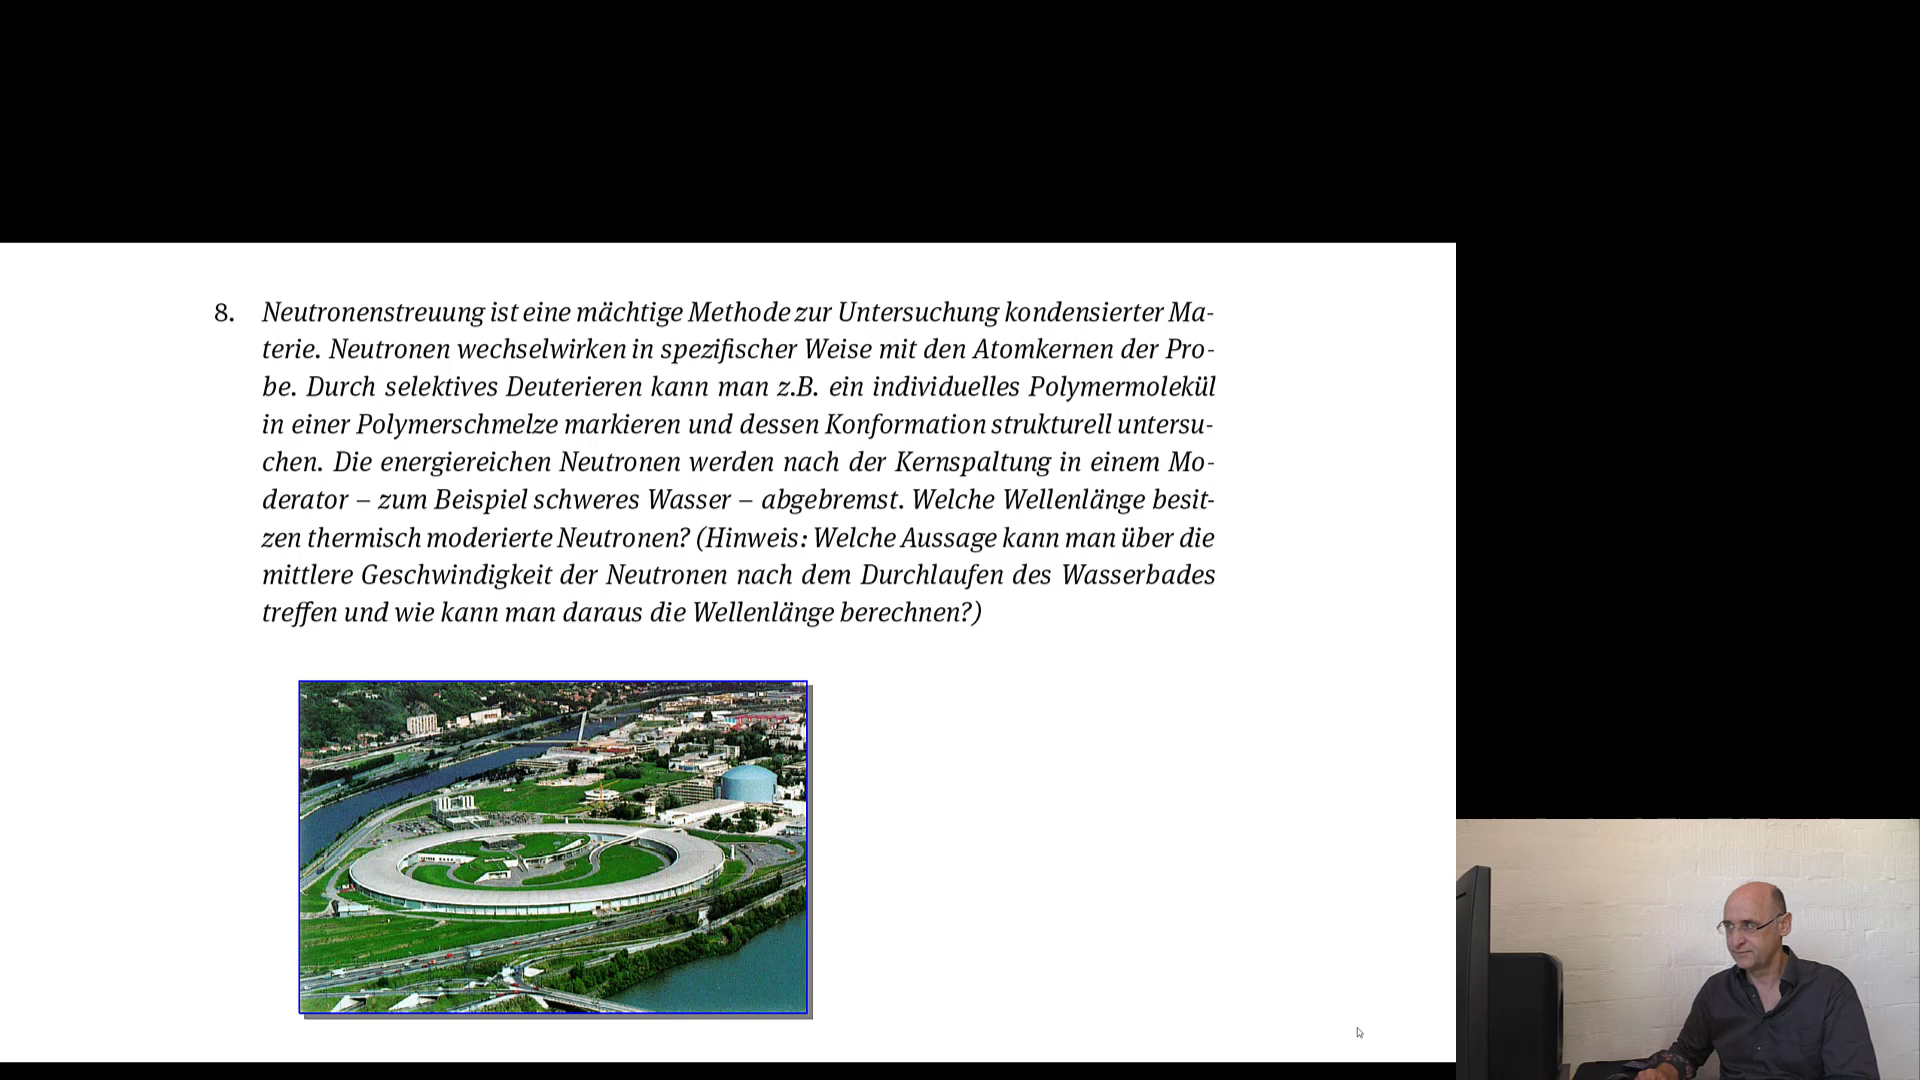 8. Neutronenstreuung ist eine mächtige Methode zur Untersuchung kondensierter Ma-
terie. Neutronen wechselwirken in spezifischer Weise mit den Atomkernen der Pro-
be. Durch selektives Deuterieren kann man z.B. ein individuelles Polymermolekül
in einer Polymerschmelze markieren und dessen Konformation strukturell untersu-
chen. Die energiereichen Neutronen werden nach der Kernspaltung in einem Mo-
derator – zum Beispiel schweres Wasser – abgebremst. Welche Wellenlänge besit-
zen thermisch moderierte Neutronen? (Hinweis: Welche Aussage kann man über die
mittlere Geschwindigkeit der Neutronen nach dem Durchlaufen des Wasserbades
treffen und wie kann man daraus die Wellenlänge berechnen?)